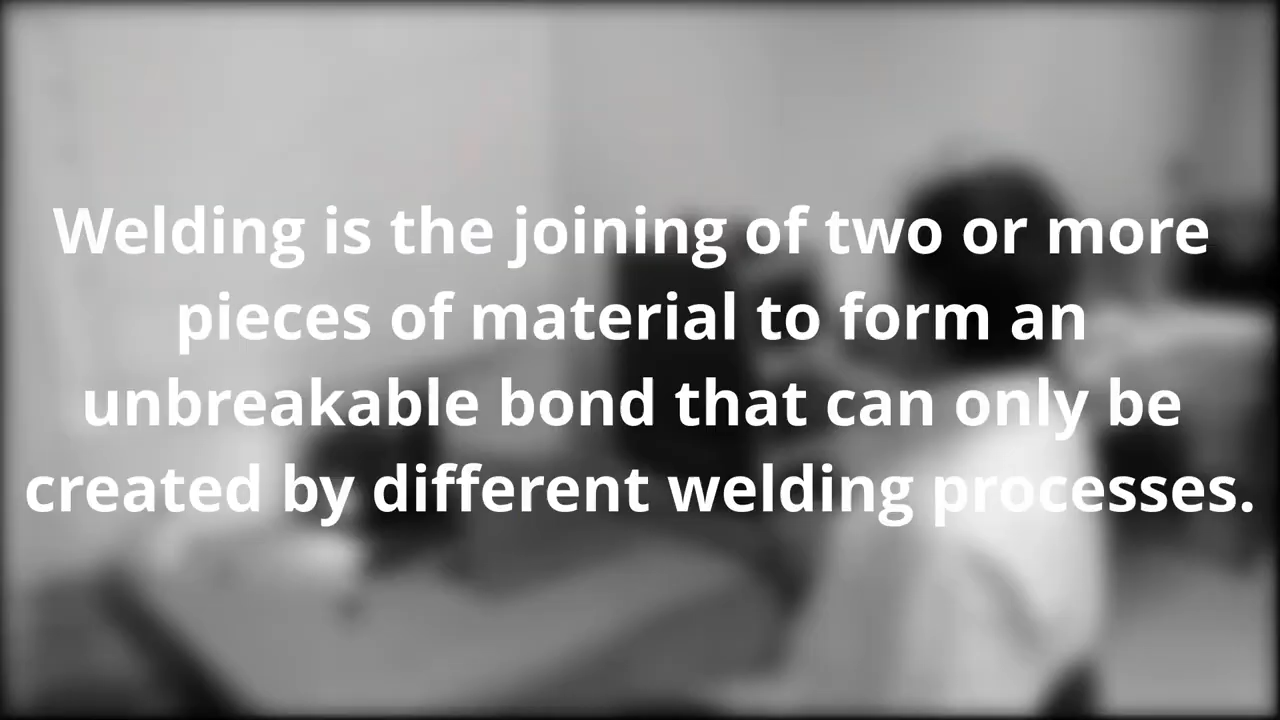 Welding is the joining of two or more
pieces of material to form an
unbreakable bond that can only be
created by different welding processes.